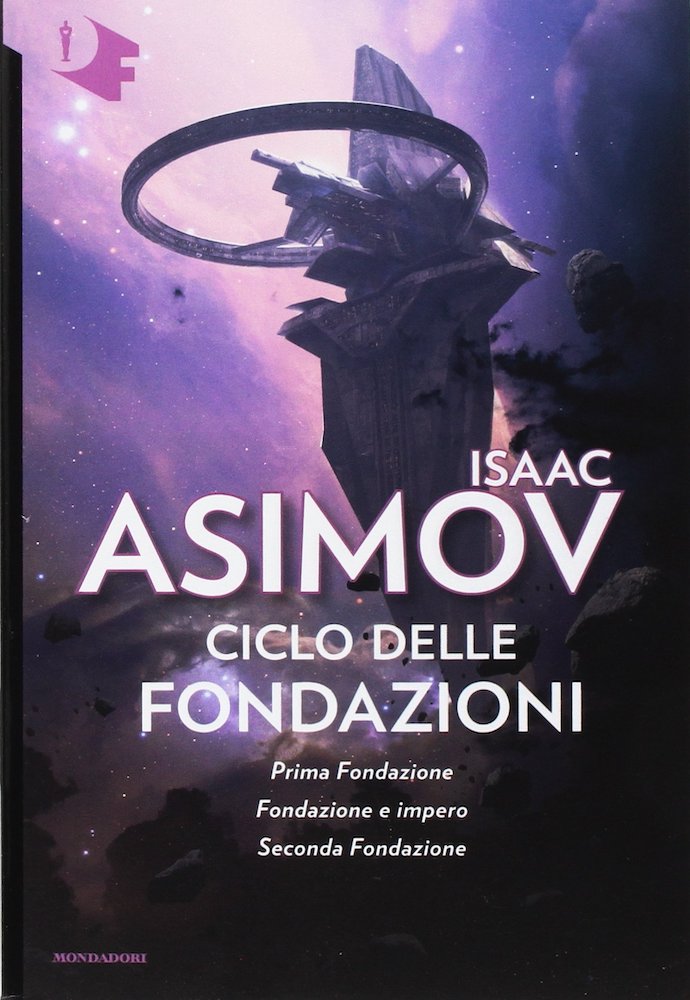 ISAAC
ASIMOV
CICLO DELLE
FONDAZIONI
Prima Fondazione
Fondazione e impero
Seconda Fondazione
MONDADORI